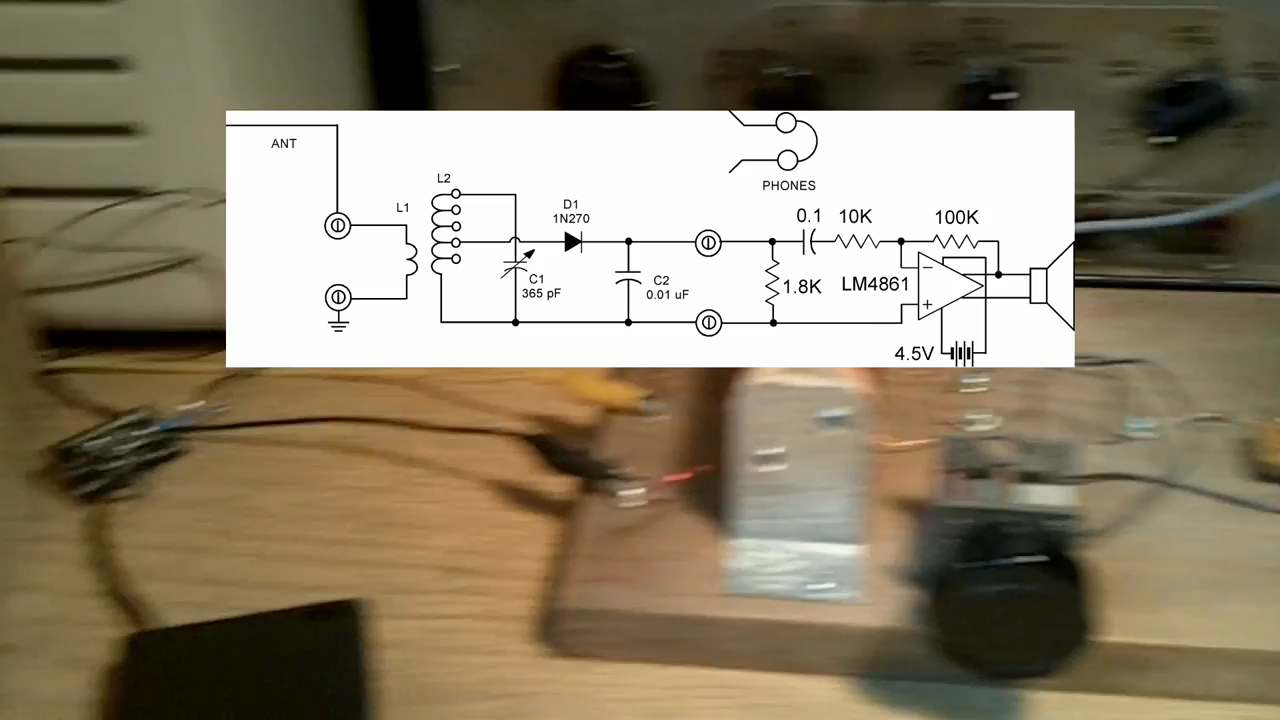 ANT
PHONES
L2
L1
D1
1N270
0.1
10K
100K
C1
365 pF
C2
0.01 uF
1.8K
LM4861
4.5V